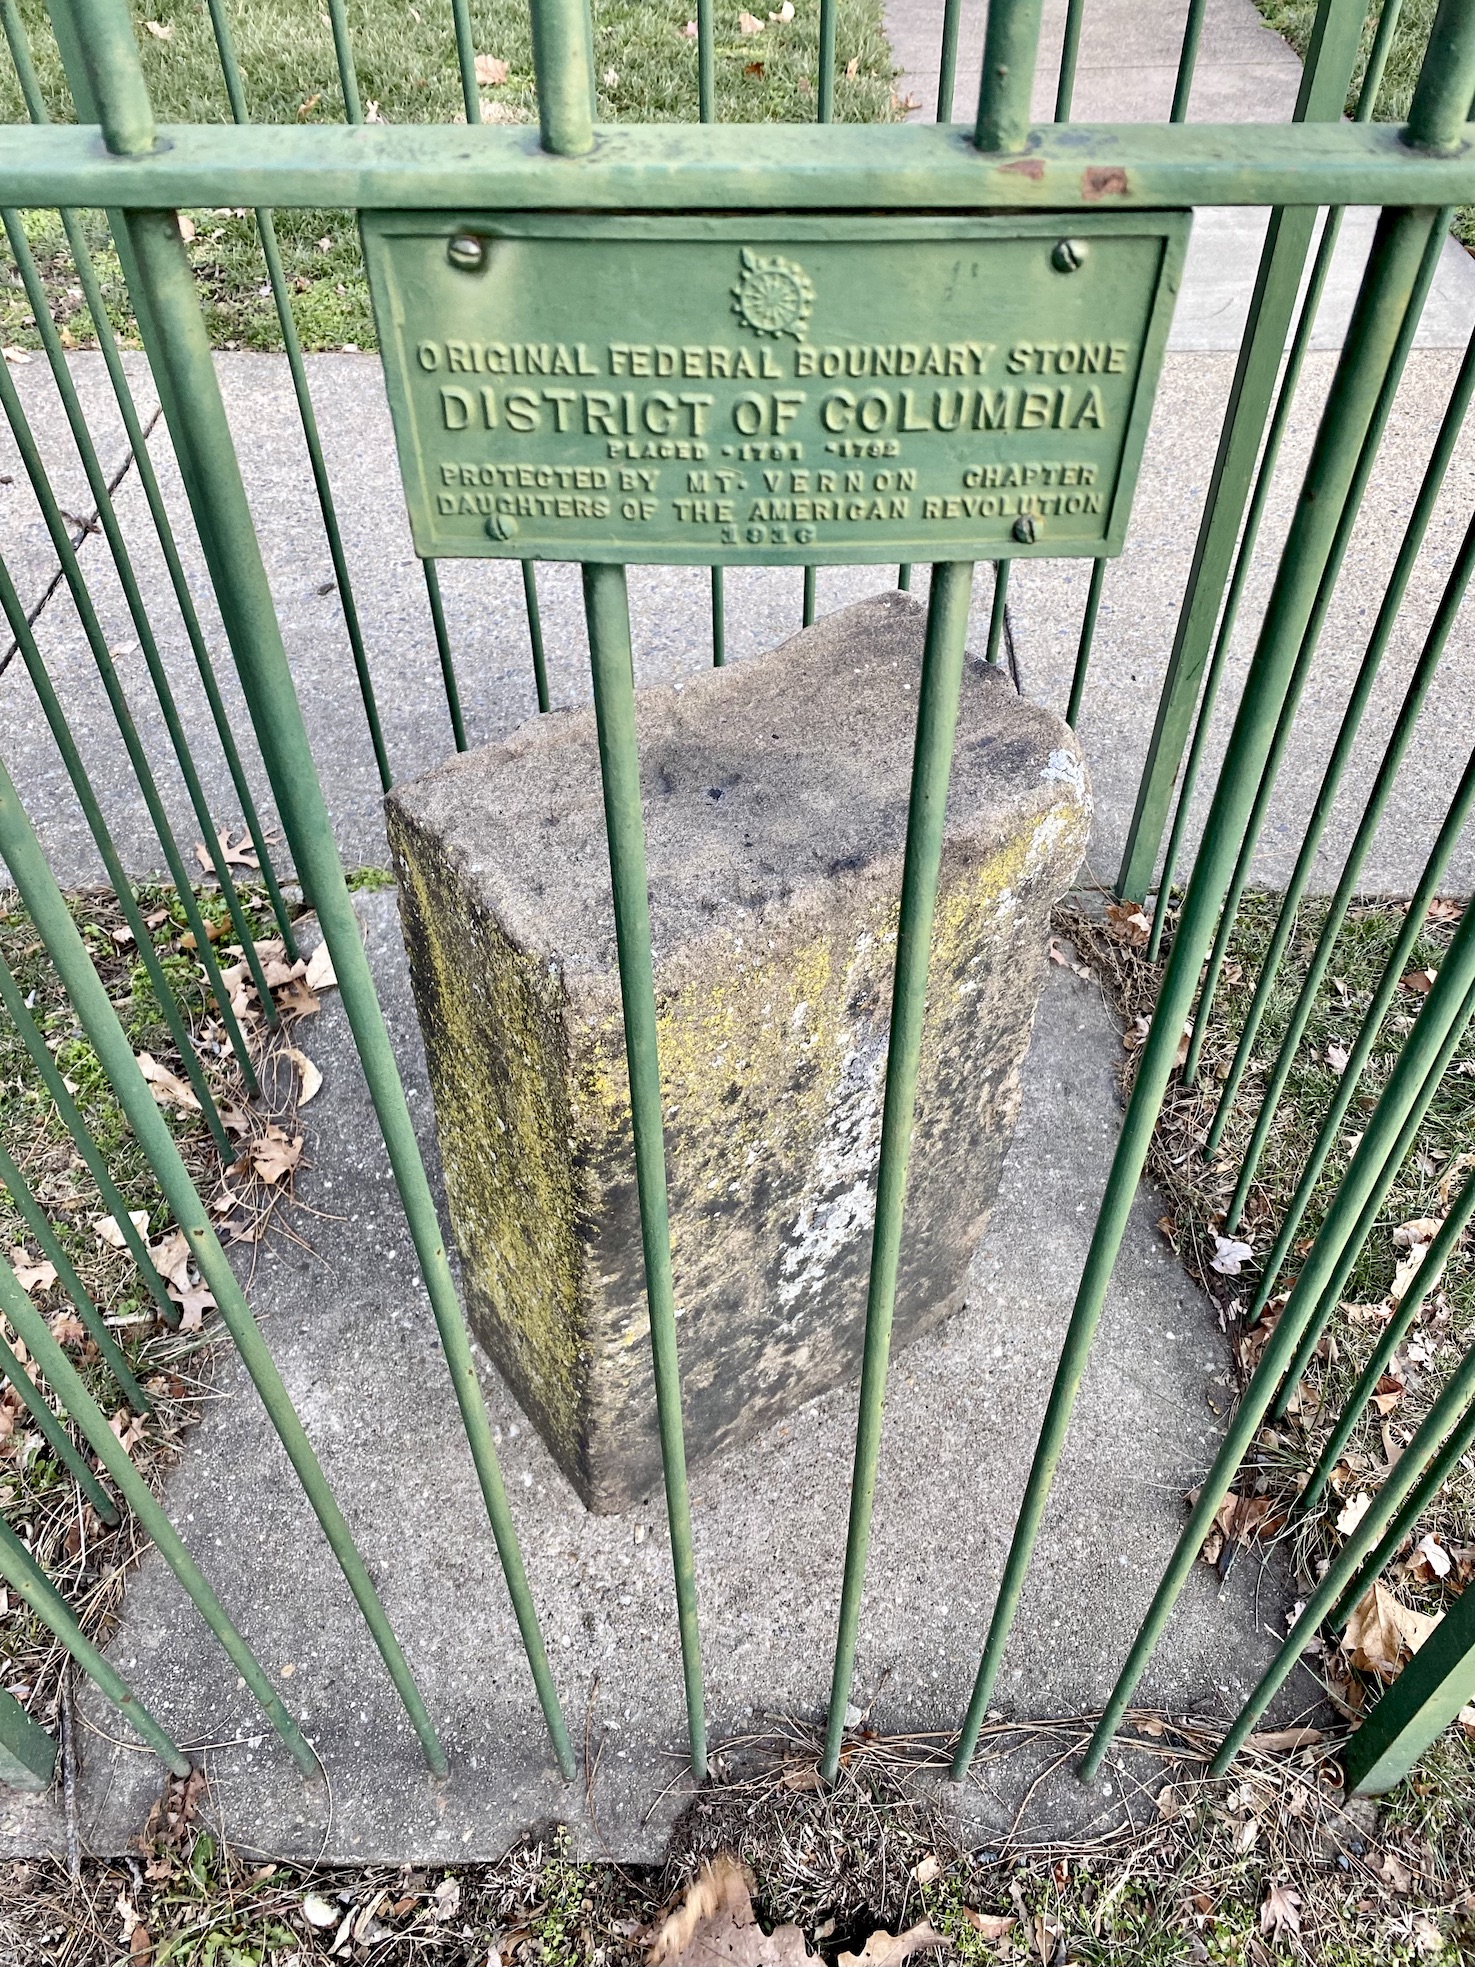 ORIGINAL FEDERAL BOUNDARY STONE
DISTRICT OF COLUMBIA
PLACED · 1791 · 1792
PROTECTED BY MT. VERNON CHAPTER
DAUGHTERS OF THE AMERICAN REVOLUTION
1916